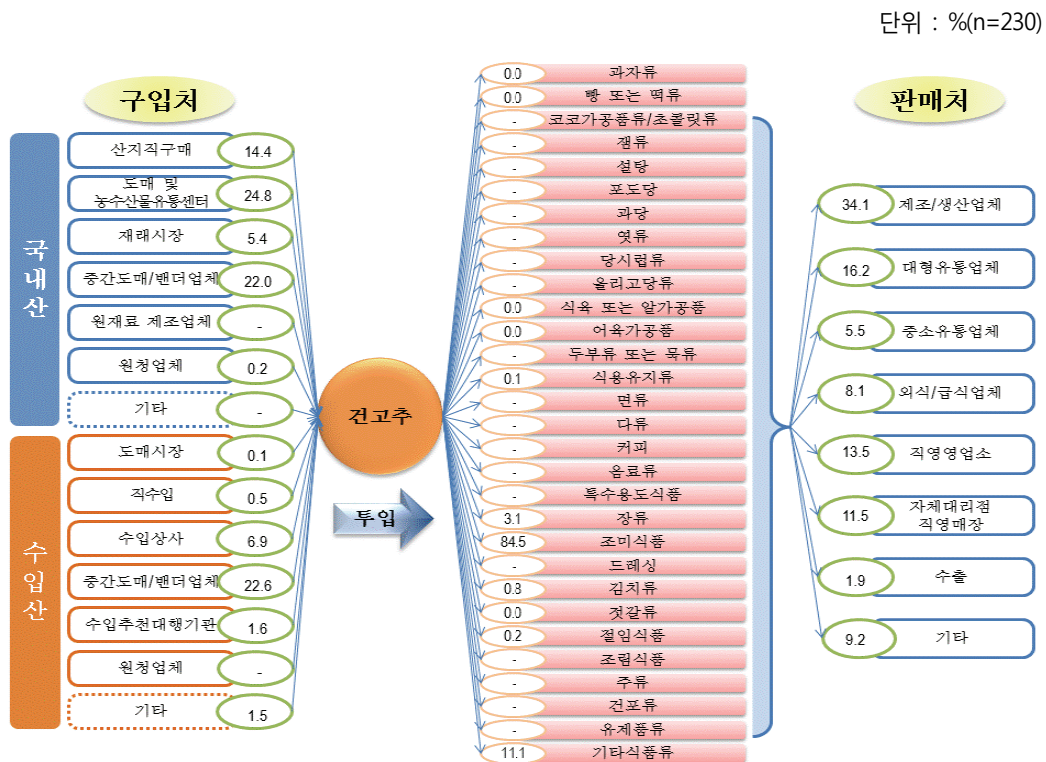 단위 : %(n=230)
구입처
국내산
산지직구매 14.4
도매 및
농수산물유통센터 24.8
재래시장 5.4
중간도매/밴더업체 22.0
원재료 제조업체 -
원청업체 0.2
기타 -
수입산
도매시장 0.1
직수입 0.5
수입상사 6.9
중간도매/밴더업체 22.6
수입추천대행기관 1.6
원청업체 -
기타 1.5
건고추
투입
0.0 과자류
0.0 빵 또는 떡류
- 코코가공품류/초콜릿류
- 잼류
- 설탕
- 포도당
- 과당
- 엿류
- 당시럽류
- 올리고당류
0.0 식육 또는 알가공품
0.0 어육가공품
- 두부류 또는 묵류
0.1 식용유지류
- 면류
- 다류
- 커피
- 음료류
- 특수용도식품
3.1 장류
84.5 조미식품
- 드레싱
0.8 김치류
0.0 젓갈류
0.2 절임식품
- 조림식품
- 주류
- 건포류
- 유제품류
11.1 기타식품류
판매처
34.1 제조/생산업체
16.2 대형유통업체
5.5 중소유통업체
8.1 외식/급식업체
13.5 직영영업소
11.5 자체대리점
직영매장
1.9 수출
9.2 기타